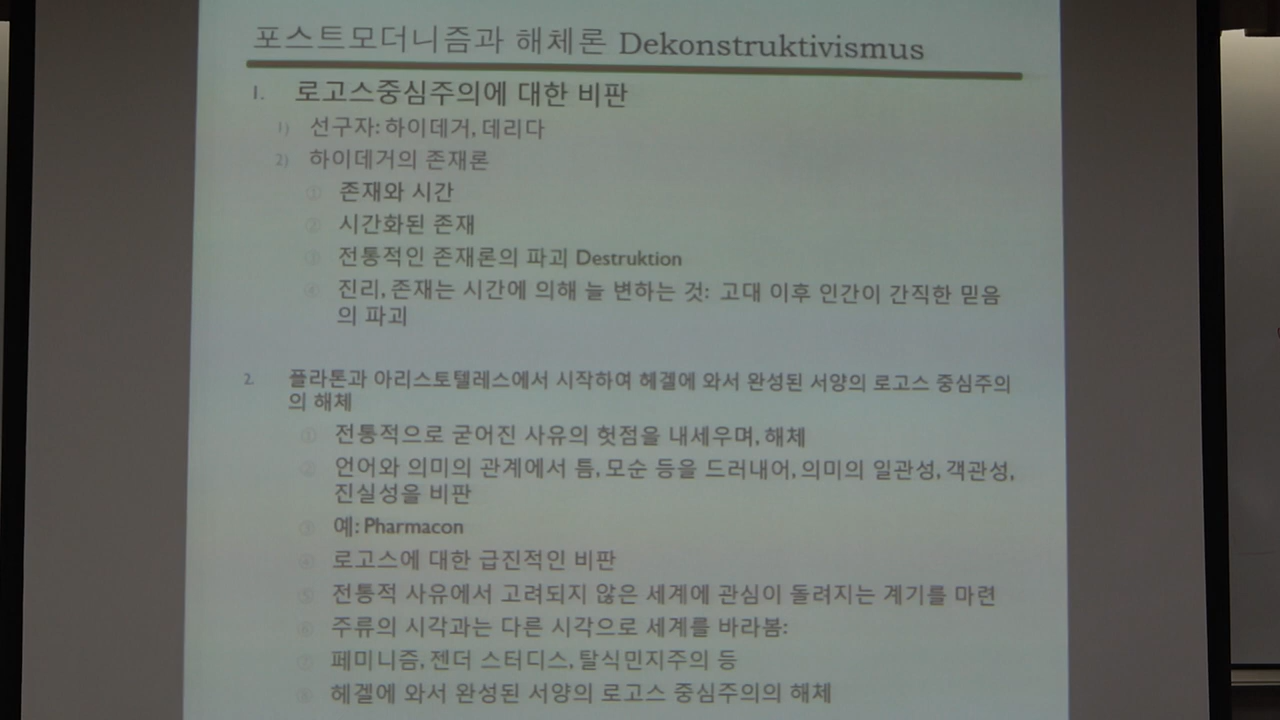 포스트모더니즘과 해체론 Dekonstruktivismus
1. 로고스중심주의에 대한 비판
1) 선구자: 하이데거, 데리다
2) 하이데거의 존재론
① 존재와 시간
② 시간화된 존재
③ 전통적인 존재론의 파괴 Destruktion
④ 진리, 존재는 시간에 의해 늘 변하는 것: 고대 이후 인간이 간직한 믿음
의 파괴
2. 플라톤과 아리스토텔레스에서 시작하여 헤겔에 와서 완성된 서양의 로고스 중심주의
의 해체
① 전통적으로 굳어진 사유의 헛점을 내세우며, 해체
② 언어와 의미의 관계에서 틈, 모순 등을 드러내어, 의미의 일관성, 객관성,
진실성을 비판
③ 예: Pharmacon
④ 로고스에 대한 급진적인 비판
⑤ 전통적 사유에서 고려되지 않은 세계에 관심이 돌려지는 계기를 마련
⑥ 주류의 시각과는 다른 시각으로 세계를 바라봄:
⑦ 페미니즘, 젠더 스터디스, 탈식민지주의 등
⑧ 헤겔에 와서 완성된 서양의 로고스 중심주의의 해체